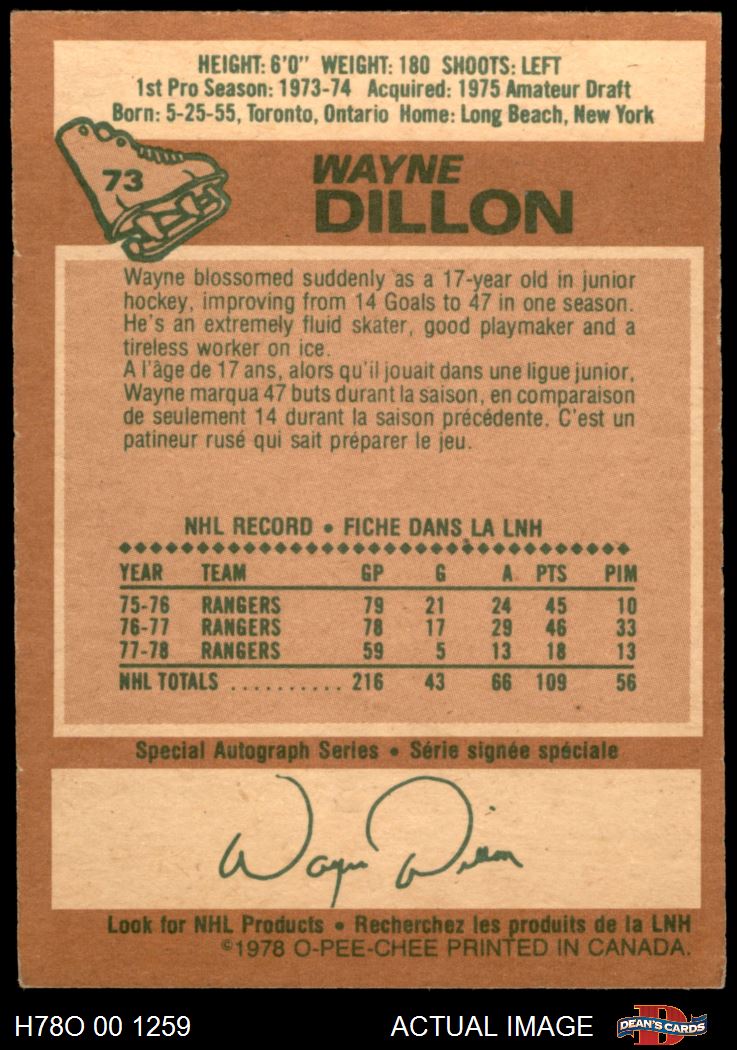 HEIGHT: 6'0" WEIGHT: 180 SHOOTS: LEFT
1st Pro Season: 1973-74 Acquired: 1975 Amateur Draft
Born: 5-25-55, Toronto, Ontario Home: Long Beach, New York
73
WAYNE
DILLON
Wayne blossomed suddenly as a 17-year old in junior
hockey, improving from 14 Goals to 47 in one season.
He's an extremely fluid skater, good playmaker and a
tireless worker on ice.
A l'âge de 17 ans, alors qu'il jouait dans une ligue junior,
Wayne marqua 47 buts durant la saison, en comparaison
de seulement 14 durant la saison précédente. C'est un
patineur rusé qui sait préparer le jeu.
NHL RECORD • FICHE DANS LA LNH
YEAR TEAM GP G A PTS PIM
75-76 RANGERS 79 21 24 45 10
76-77 RANGERS 78 17 29 46 33
77-78 RANGERS 59 5 13 18 13
NHL TOTALS .......... 216 43 66 109 56
Special Autograph Series • Série signée spéciale
Wayne Dillon
Look for NHL Products • Recherchez les produits de la LNH
©1978 O-PEE-CHEE PRINTED IN CANADA.
H78O 00 1259 ACTUAL IMAGE D DEAN'S CARDS